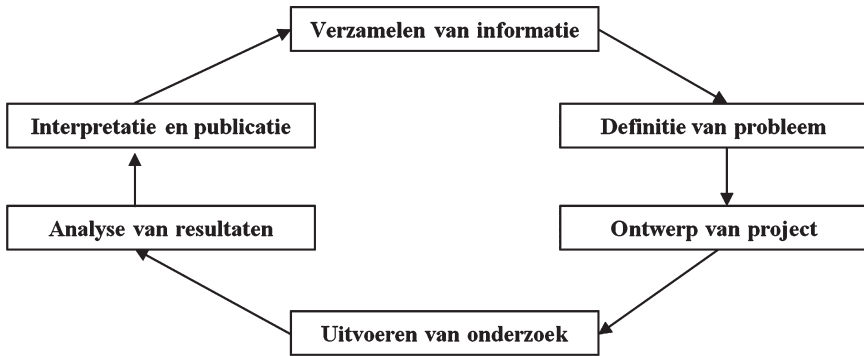 Verzamelen van informatie
Interpretatie en publicatie
Definitie van probleem
Analyse van resultaten
Ontwerp van project
Uitvoeren van onderzoek